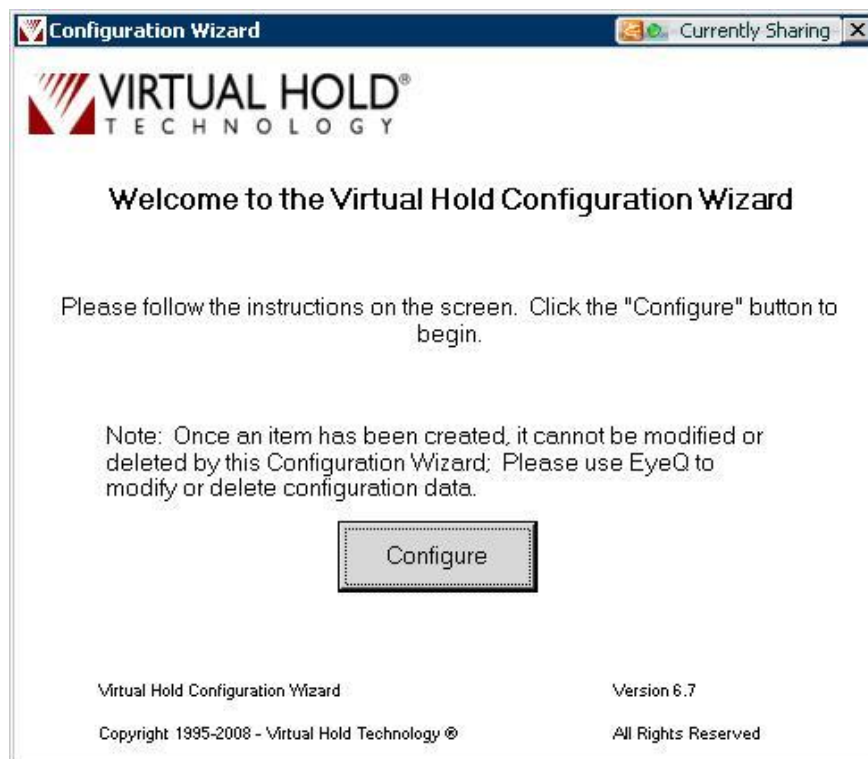 Configuration Wizard
Currently Sharing
VIRTUAL HOLD®
TECHNOLOGY
Welcome to the Virtual Hold Configuration Wizard
Please follow the instructions on the screen. Click the "Configure" button to
begin.
Note: Once an item has been created, it cannot be modified or
deleted by this Configuration Wizard; Please use EyeQ to
modify or delete configuration data.
Configure
Virtual Hold Configuration Wizard
Version 6.7
Copyright 1995-2008 - Virtual Hold Technology ®
All Rights Reserved